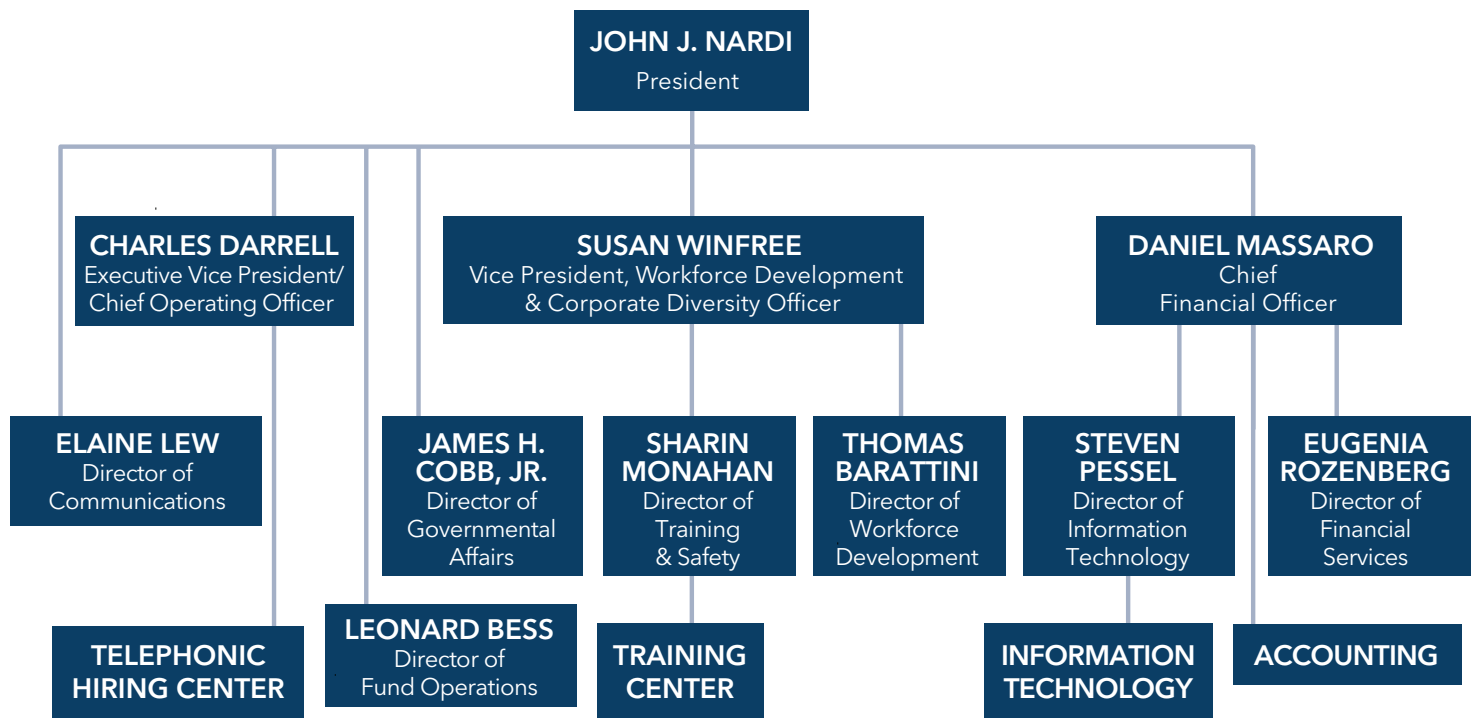 JOHN J. NARDI
President
CHARLES DARRELL
Executive Vice President/
Chief Operating Officer
SUSAN WINFREE
Vice President, Workforce Development
& Corporate Diversity Officer
DANIEL MASSARO
Chief
Financial Officer
ELAINE LEW
Director of
Communications
JAMES H.
COBB, JR.
Director of
Governmental
Affairs
SHARIN
MONAHAN
Director of
Training
& Safety
THOMAS
BARATTINI
Director of
Workforce
Development
STEVEN
PESSEL
Director of
Information
Technology
EUGENIA
ROZENBERG
Director of
Financial
Services
TELEPHONIC
HIRING CENTER
LEONARD BESS
Director of
Fund Operations
TRAINING
CENTER
INFORMATION
TECHNOLOGY
ACCOUNTING